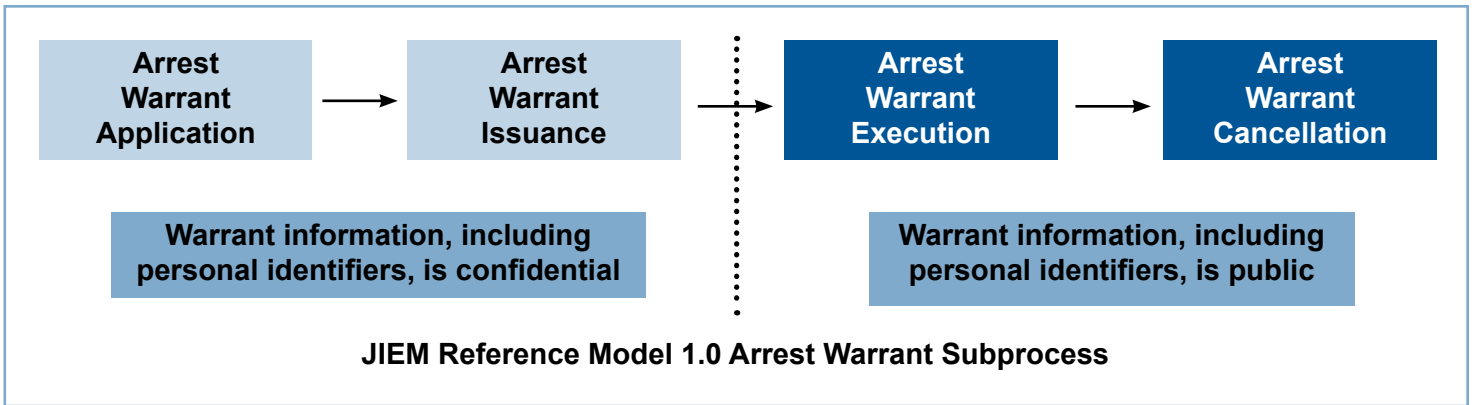 Arrest
Warrant
Application
Arrest
Warrant
Issuance
Arrest
Warrant
Execution
Arrest
Warrant
Cancellation
Warrant information, including
personal identifiers, is confidential
Warrant information, including
personal identifiers, is public
JIEM Reference Model 1.0 Arrest Warrant Subprocess